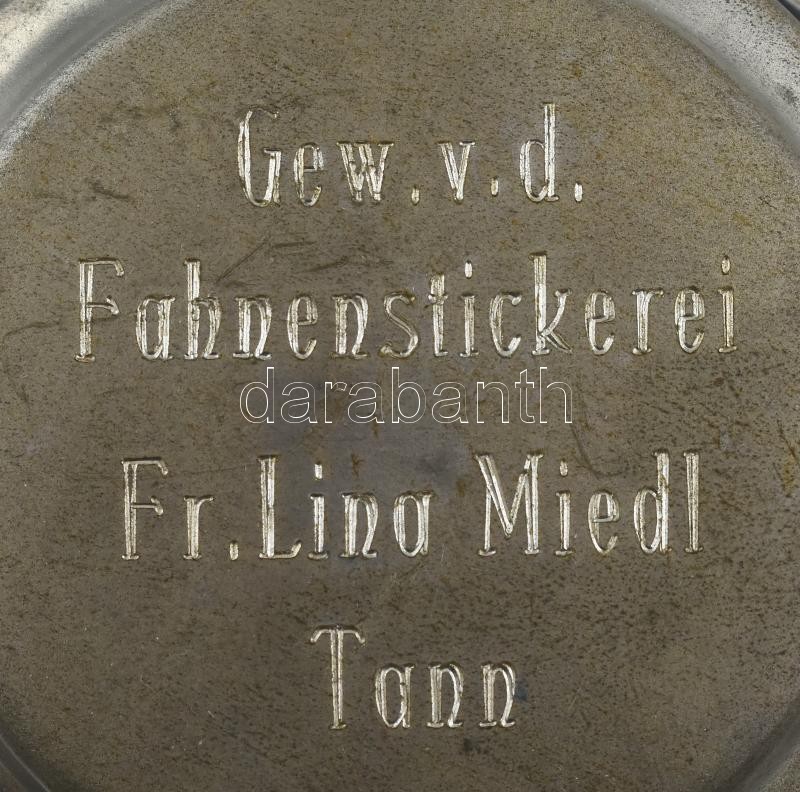 Gew. v. d.
Fahnenstickerei
darabanth
Fr. Lina Miedl
Tann